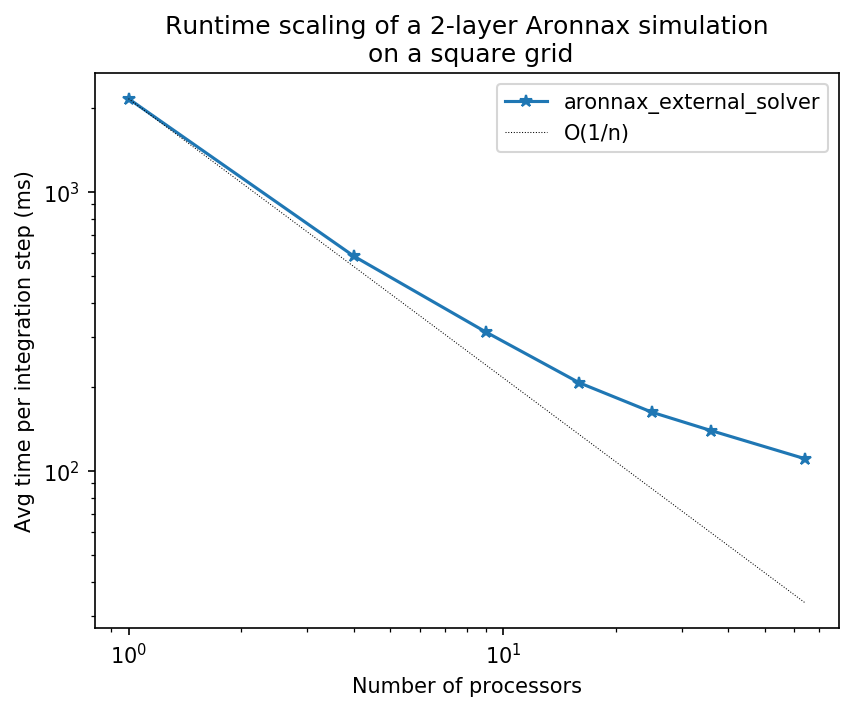 Runtime scaling of a 2-layer Aronnax simulation
on a square grid
aronnax_external_solver
O(1/n)
Avg time per integration step (ms)
10³
10²
10⁰
10¹
Number of processors